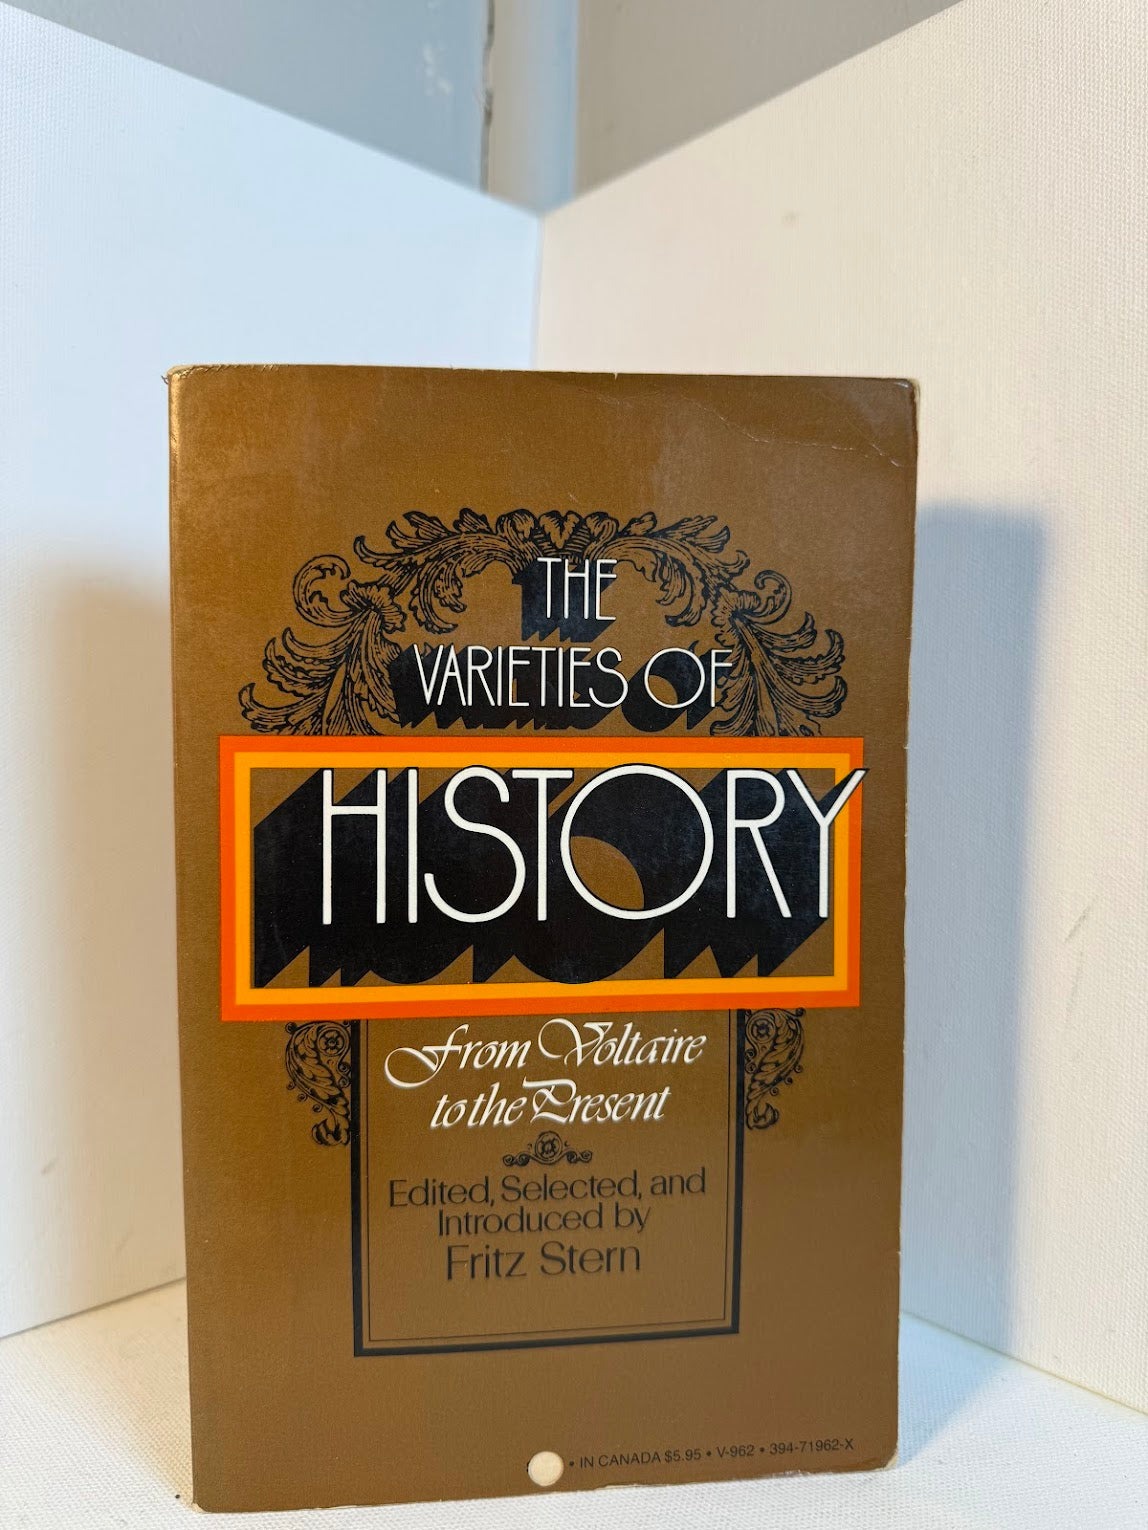 THE
VARIETIES OF
HISTORY
From Voltaire
to the Present
Edited, Selected, and
Introduced by
Fritz Stern
• IN CANADA $5.95 • V-962 • 394-71962-X